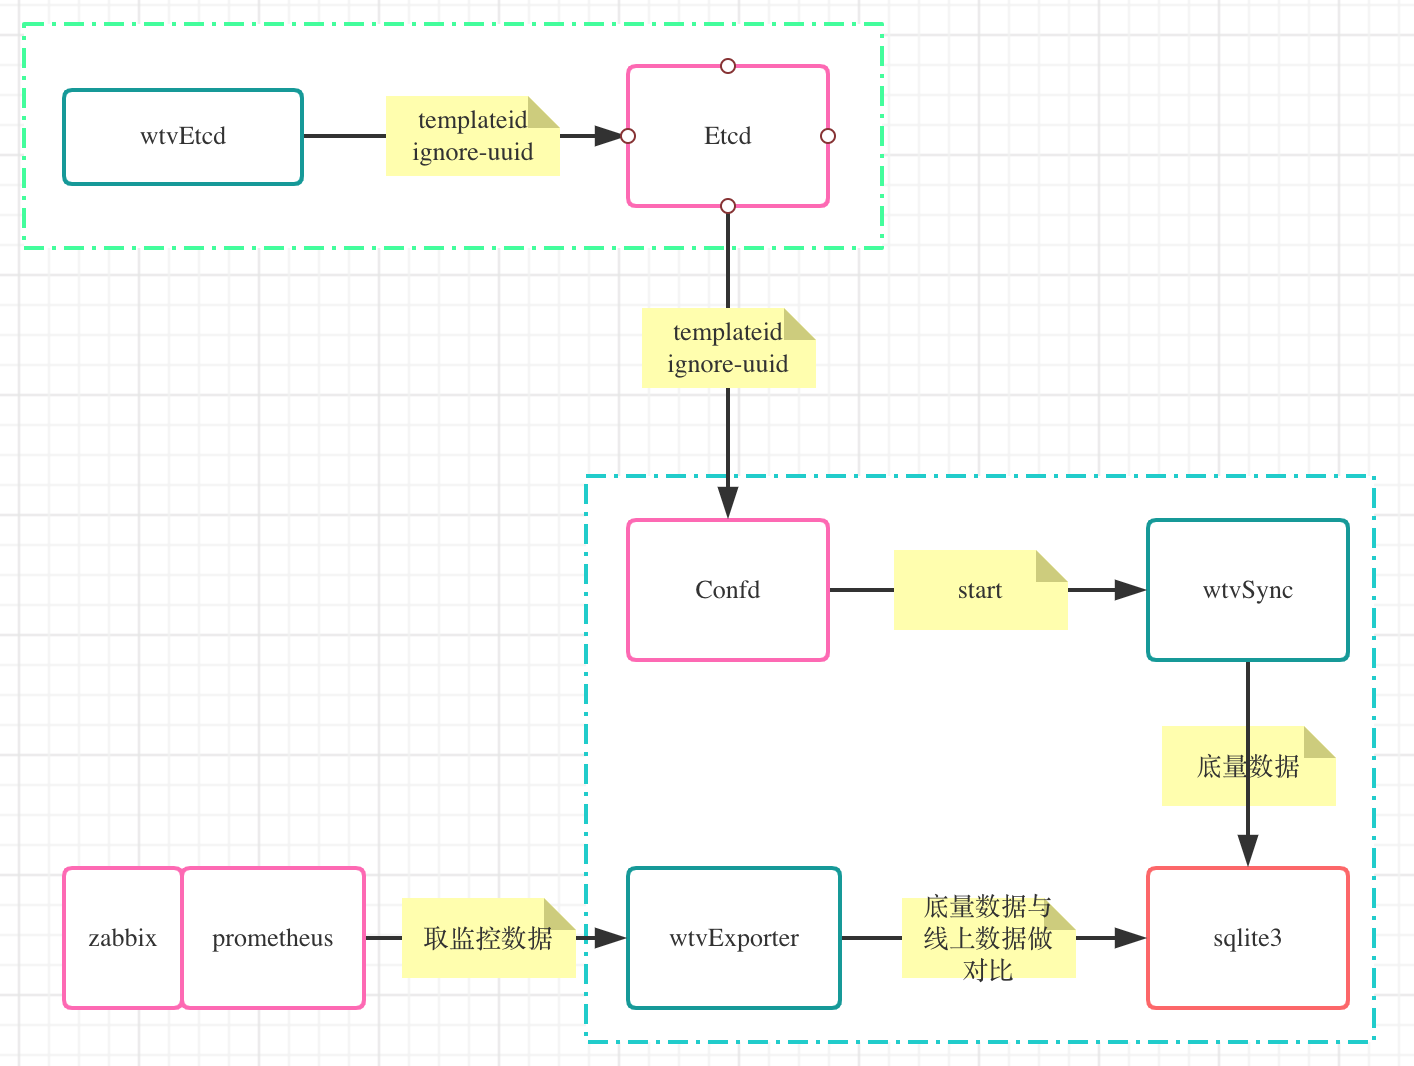 wtvEtcd
templateid
ignore-uuid
Etcd
templateid
ignore-uuid
Confd
start
wtvSync
底量数据
zabbix
prometheus
取监控数据
wtvExporter
底量数据与
线上数据做
对比
sqlite3